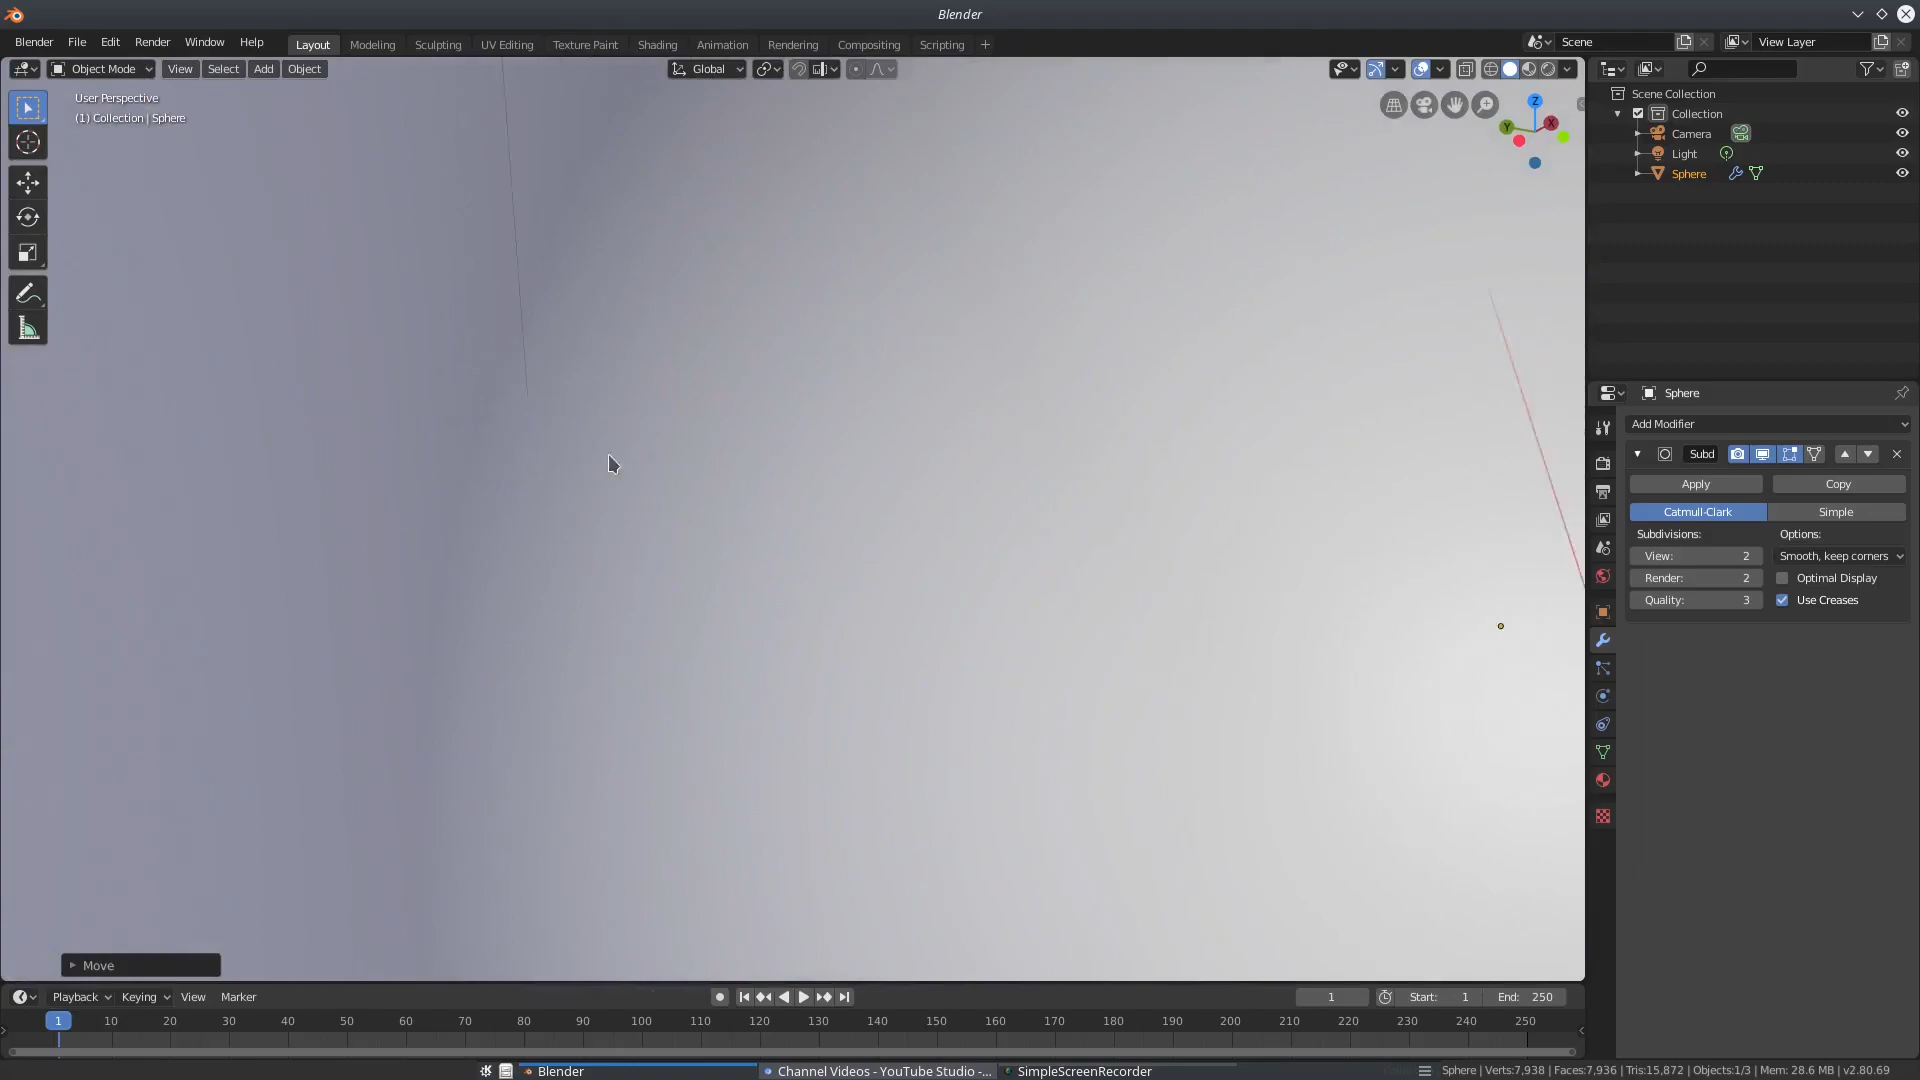 Blender
Blender File Edit Render Window Help Layout Modeling Sculpting UV Editing Texture Paint Shading Animation Rendering Compositing Scripting + Scene View Layer
Object Mode View Select Add Object Global
User Perspective
(1) Collection | Sphere
Z
Y
X
Scene Collection
Collection
Camera
Light
Sphere
Sphere
Add Modifier
Subd
Apply Copy
Catmull-Clark Simple
Subdivisions: Options:
View: 2 Smooth, keep corners
Render: 2 Optimal Display
Quality: 3 Use Creases
Move
Playback Keying View Marker 1 Start: 1 End: 250
1 10 20 30 40 50 60 70 80 90 100 110 120 130 140 150 160 170 180 190 200 210 220 230 240 250
Blender Channel Videos - YouTube Studio -... SimpleScreenRecorder Sphere | Verts:7,938 | Faces:7,936 | Tris:15,872 | Objects:1/3 | Mem: 28.6 MB | v2.80.69